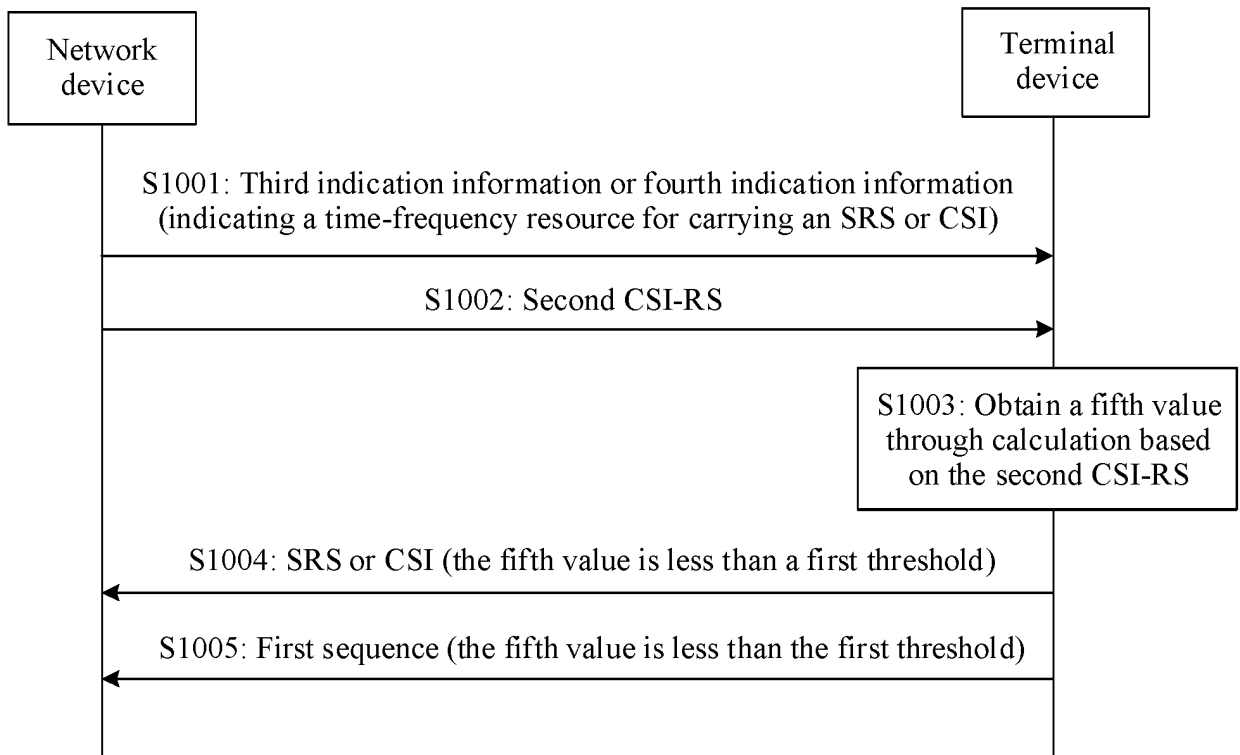 Network
device
Terminal
device
S1001: Third indication information or fourth indication information
(indicating a time-frequency resource for carrying an SRS or CSI)
S1002: Second CSI-RS
S1003: Obtain a fifth value
through calculation based
on the second CSI-RS
S1004: SRS or CSI (the fifth value is less than a first threshold)
S1005: First sequence (the fifth value is less than the first threshold)